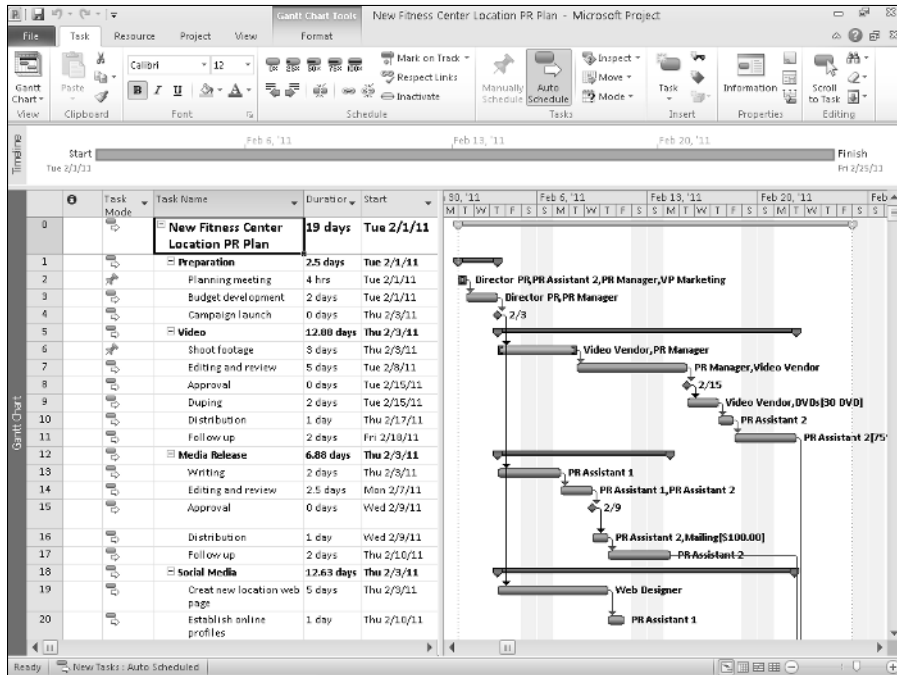 Gantt Chart Tools New Fitness Center Location PR Plan - Microsoft Project
File Task Resource Project View Format
Calibri 12
Mark on Track
Respect Links
Inactivate
Inspect
Move
Mode
Gantt Chart
Paste
B I U A
0% 25% 50% 75% 100%
Manually Schedule
Auto Schedule
Task
Information
Scroll to Task
View Clipboard Font Schedule Tasks Insert Properties Editing
Timeline
Feb 6, '11 Feb 13, '11 Feb 20, '11
Start Finish
Tue 2/1/11 Fri 2/25/11
Task Mode Task Name Duration Start
30, '11 Feb 6, '11 Feb 13, '11 Feb 20, '11 Feb
M T W T F S S M T W T F S S M T W T F S S M T W T F S S
0 New Fitness Center Location PR Plan 19 days Tue 2/1/11
1 Preparation 2.5 days Tue 2/1/11
2 Planning meeting 4 hrs Tue 2/1/11 Director PR,PR Assistant 2,PR Manager,VP Marketing
3 Budget development 2 days Tue 2/1/11 Director PR,PR Manager
4 Campaign launch 0 days Thu 2/3/11 2/3
5 Video 12.88 days Thu 2/3/11
6 Shoot footage 3 days Thu 2/3/11 Video Vendor,PR Manager
7 Editing and review 5 days Tue 2/8/11 PR Manager,Video Vendor
8 Approval 0 days Tue 2/15/11 2/15
9 Duping 2 days Tue 2/15/11 Video Vendor,DVDs[30 DVD]
10 Distribution 1 day Thu 2/17/11 PR Assistant 2
11 Follow up 2 days Fri 2/18/11 PR Assistant 2[75
12 Media Release 6.88 days Thu 2/3/11
13 Writing 2 days Thu 2/3/11 PR Assistant 1
14 Editing and review 2.5 days Mon 2/7/11 PR Assistant 1,PR Assistant 2
15 Approval 0 days Wed 2/9/11 2/9
16 Distribution 1 day Wed 2/9/11 PR Assistant 2,Mailing[$100.00]
17 Follow up 2 days Thu 2/10/11 PR Assistant 2
18 Social Media 12.63 days Thu 2/3/11
19 Creat new location web page 5 days Thu 2/3/11 Web Designer
20 Establish online profiles 1 day Thu 2/10/11 PR Assistant 1
Gantt Chart
Ready New Tasks : Auto Scheduled